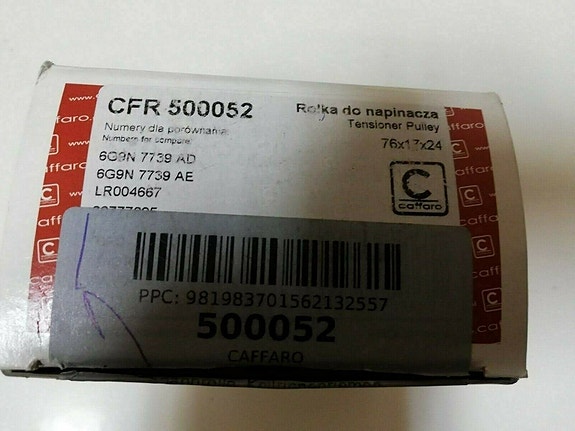 CFR 500052
Rolka do napinacza
Tensioner Pulley
Numery dla porównania:
Numbers for compare:
76x17x24
6G9N 7739 AD
6G9N 7739 AE
LR004667
C
caffaro
PPC: 981983701562132557
500052
CAFFARO